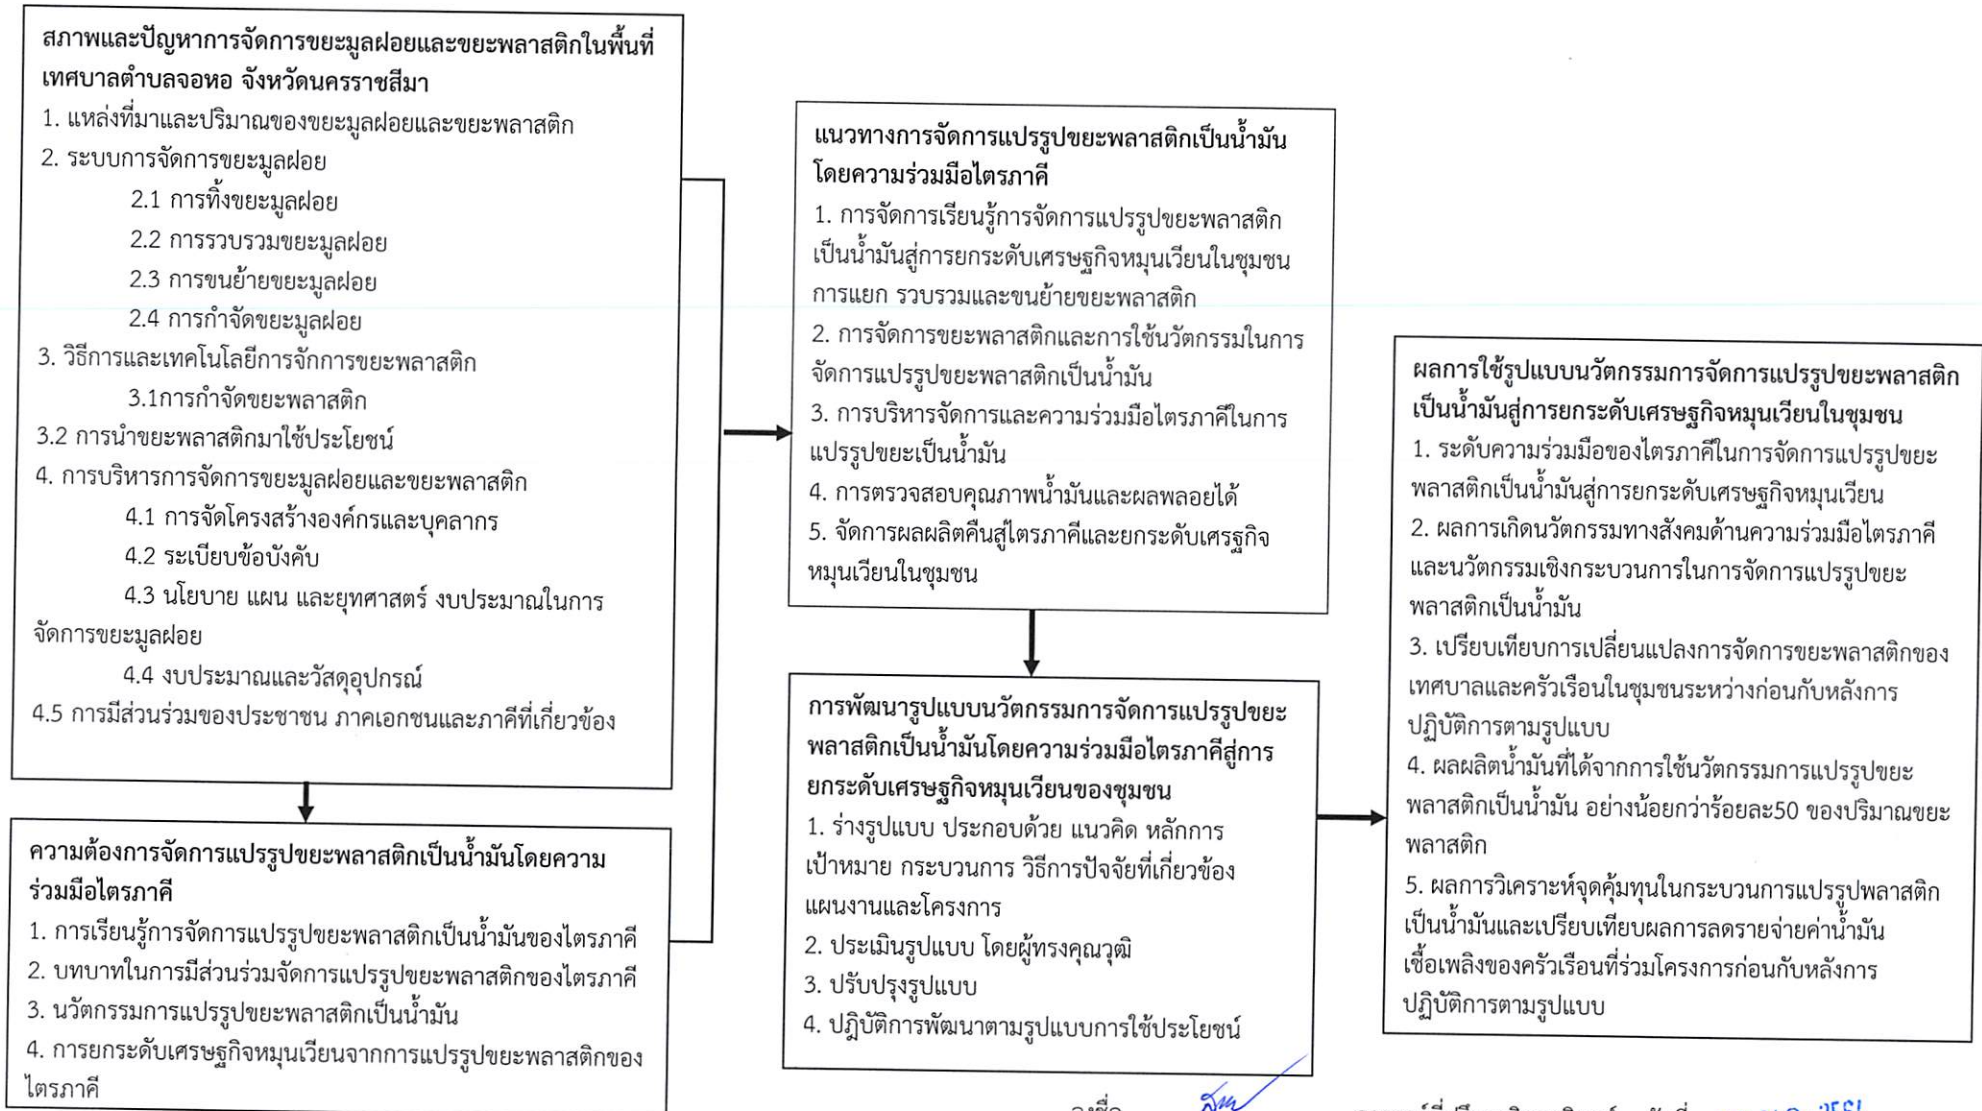 สภาพและปัญหาการจัดการขยะมูลฝอยและขยะพลาสติกในพื้นที่
เทศบาลตำบลจอหอ จังหวัดนครราชสีมา
1. แหล่งที่มาและปริมาณของขยะมูลฝอยและขยะพลาสติก
2. ระบบการจัดการขยะมูลฝอย
2.1 การทิ้งขยะมูลฝอย
2.2 การรวบรวมขยะมูลฝอย
2.3 การขนย้ายขยะมูลฝอย
2.4 การกำจัดขยะมูลฝอย
3. วิธีการและเทคโนโลยีการจักการขยะพลาสติก
3.1การกำจัดขยะพลาสติก
3.2 การนำขยะพลาสติกมาใช้ประโยชน์
4. การบริหารการจัดการขยะมูลฝอยและขยะพลาสติก
4.1 การจัดโครงสร้างองค์กรและบุคลากร
4.2 ระเบียบข้อบังคับ
4.3 นโยบาย แผน และยุทศาสตร์ งบประมาณในการ
จัดการขยะมูลฝอย
4.4 งบประมาณและวัสดุอุปกรณ์
4.5 การมีส่วนร่วมของประชาชน ภาคเอกชนและภาคีที่เกี่ยวข้อง
ความต้องการจัดการแปรรูปขยะพลาสติกเป็นน้ำมันโดยความ
ร่วมมือไตรภาคี
1. การเรียนรู้การจัดการแปรรูปขยะพลาสติกเป็นน้ำมันของไตรภาคี
2. บทบาทในการมีส่วนร่วมจัดการแปรรูปขยะพลาสติกของไตรภาคี
3. นวัตกรรมการแปรรูปขยะพลาสติกเป็นน้ำมัน
4. การยกระดับเศรษฐกิจหมุนเวียนจากการแปรรูปขยะพลาสติกของ
ไตรภาคี
แนวทางการจัดการแปรรูปขยะพลาสติกเป็นน้ำมัน
โดยความร่วมมือไตรภาคี
1. การจัดการเรียนรู้การจัดการแปรรูปขยะพลาสติก
เป็นน้ำมันสู่การยกระดับเศรษฐกิจหมุนเวียนในชุมชน
การแยก รวบรวมและขนย้ายขยะพลาสติก
2. การจัดการขยะพลาสติกและการใช้นวัตกรรมในการ
จัดการแปรรูปขยะพลาสติกเป็นน้ำมัน
3. การบริหารจัดการและความร่วมมือไตรภาคีในการ
แปรรูปขยะเป็นน้ำมัน
4. การตรวจสอบคุณภาพน้ำมันและผลพลอยได้
5. จัดการผลผลิตคืนสู่ไตรภาคีและยกระดับเศรฐกิจ
หมุนเวียนในชุมชน
การพัฒนารูปแบบนวัตกรรมการจัดการแปรรูปขยะ
พลาสติกเป็นน้ำมันโดยความร่วมมือไตรภาคีสู่การ
ยกระดับเศรษฐกิจหมุนเวียนของชุมชน
1. ร่างรูปแบบ ประกอบด้วย แนวคิด หลักการ
เป้าหมาย กระบวนการ วิธีการปัจจัยที่เกี่ยวข้อง
แผนงานและโครงการ
2. ประเมินรูปแบบ โดยผู้ทรงคุณวุฒิ
3. ปรับปรุงรูปแบบ
4. ปฏิบัติการพัฒนาตามรูปแบบการใช้ประโยชน์
ผลการใช้รูปแบบนวัตกรรมการจัดการแปรรูปขยะพลาสติก
เป็นน้ำมันสู่การยกระดับเศรษฐกิจหมุนเวียนในชุมชน
1. ระดับความร่วมมือของไตรภาคีในการจัดการแปรรูปขยะ
พลาสติกเป็นน้ำมันสู่การยกระดับเศรษฐกิจหมุนเวียน
2. ผลการเกิดนวัตกรรมทางสังคมด้านความร่วมมือไตรภาคี
และนวัตกรรมเชิงกระบวนการในการจัดการแปรรูปขยะ
พลาสติกเป็นน้ำมัน
3. เปรียบเทียบการเปลี่ยนแปลงการจัดการขยะพลาสติกของ
เทศบาลและครัวเรือนในชุมชนระหว่างก่อนกับหลังการ
ปฏิบัติการตามรูปแบบ
4. ผลผลิตน้ำมันที่ได้จากการใช้นวัตกรรมการแปรรูปขยะ
พลาสติกเป็นน้ำมัน อย่างน้อยกว่าร้อยละ50 ของปริมาณขยะ
พลาสติก
5. ผลการวิเคราะห์จุดคุ้มทุนในกระบวนการแปรรูปพลาสติก
เป็นน้ำมันและเปรียบเทียบผลการลดรายจ่ายค่าน้ำมัน
เชื้อเพลิงของครัวเรือนที่ร่วมโครงการก่อนกับหลังการ
ปฏิบัติการตามรูปแบบ